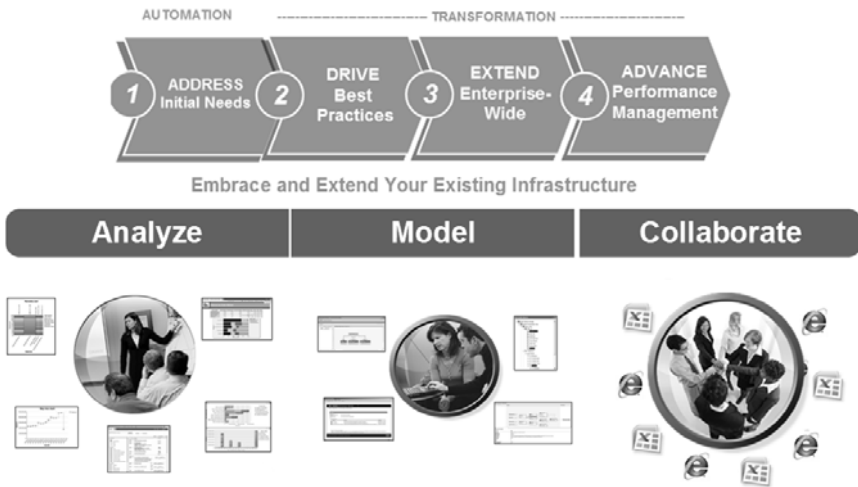 AUTOMATION
TRANSFORMATION
1
ADDRESS
Initial Needs
2
DRIVE
Best
Practices
3
EXTEND
Enterprise-
Wide
4
ADVANCE
Performance
Management
Embrace and Extend Your Existing Infrastructure
Analyze
Model
Collaborate